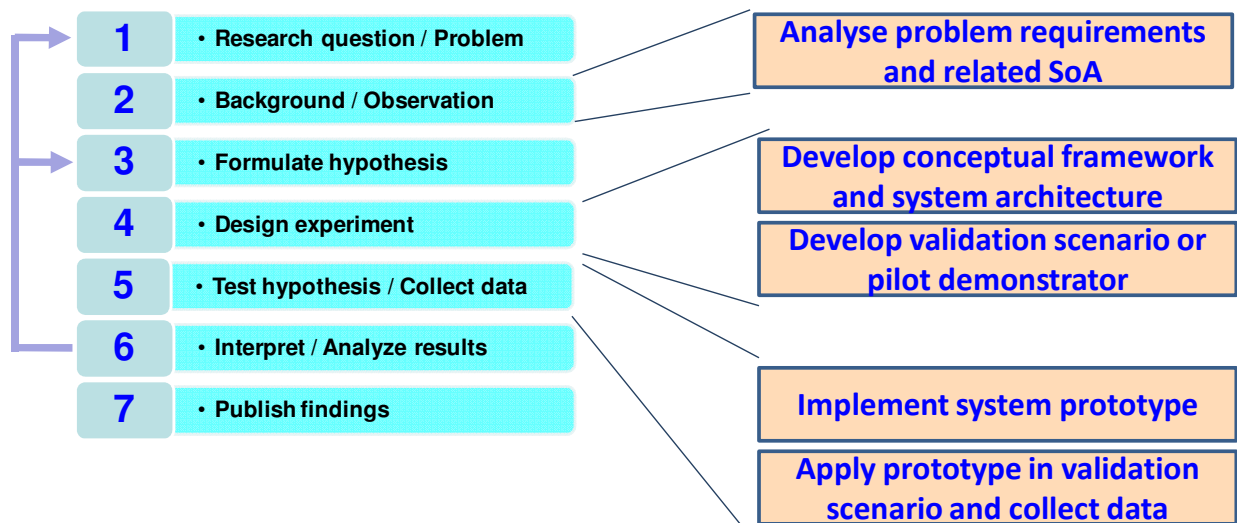 1
• Research question / Problem
2
• Background / Observation
3
• Formulate hypothesis
4
• Design experiment
5
• Test hypothesis / Collect data
6
• Interpret / Analyze results
7
• Publish findings
Analyse problem requirements
and related SoA
Develop conceptual framework
and system architecture
Develop validation scenario or
pilot demonstrator
Implement system prototype
Apply prototype in validation
scenario and collect data